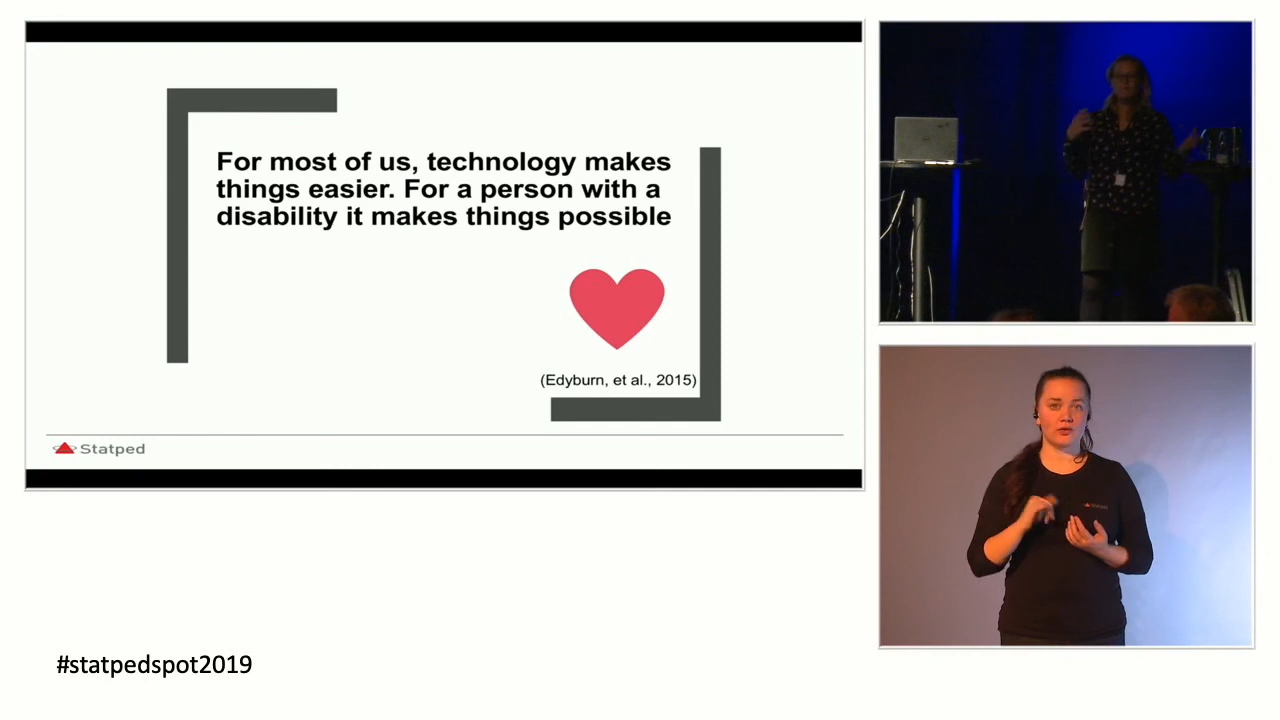 For most of us, technology makes
things easier. For a person with a
disability it makes things possible
(Edyburn, et al., 2015)
Statped
#statpedspot2019